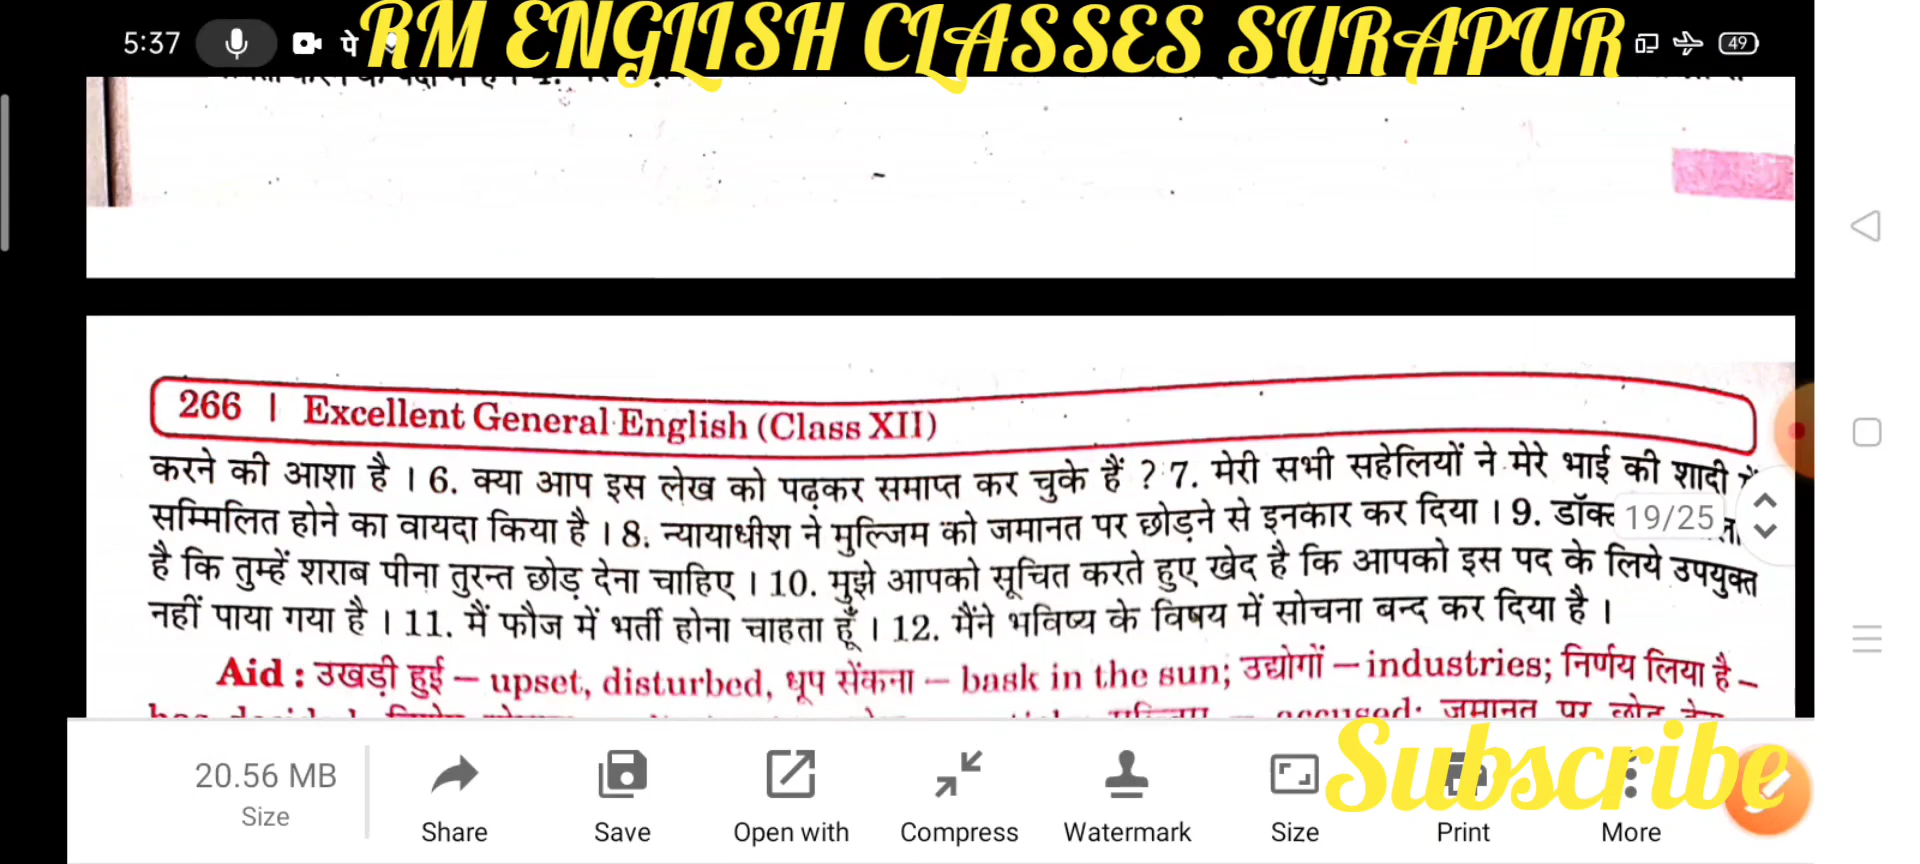 5:37 पे RM ENGLISH CLASSES SURAPUR 49
266 | Excellent General English (Class XII)
करने की आशा है । 6. क्या आप इस लेख को पढ़कर समाप्त कर चुके हैं ? 7. मेरी सभी सहेलियों ने मेरे भाई की शादी में
सम्मिलित होने का वायदा किया है । 8. न्यायाधीश ने मुल्जिम को जमानत पर छोड़ने से इनकार कर दिया । 9.
19/25
है कि तुम्हें शराब पीना तुरन्त छोड़ देना चाहिए । 10. मुझे आपको सूचित करते हुए खेद है कि आपको इस पद के लिये उपयुक्त
नहीं पाया गया है । 11. मैं फौज में भर्ती होना चाहता हूँ । 12. मैंने भविष्य के विषय में सोचना बन्द कर दिया है ।
Aid : उखड़ी हुई – upset, disturbed, धूप सेंकना – bask in the sun; उद्योगों – industries; निर्णय लिया है –
accused; जमानत पर छोड़
Subscribe
20.56 MB
Size
Share Save Open with Compress Watermark Size Print More